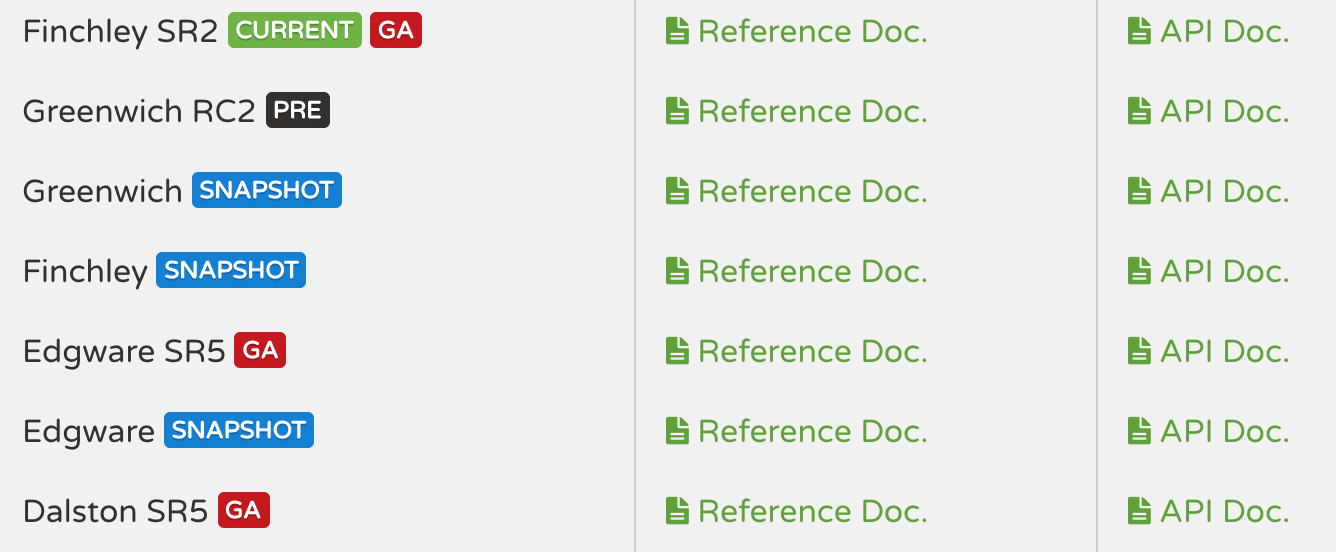 Finchley SR2 CURRENT GA Reference Doc. API Doc.
Greenwich RC2 PRE Reference Doc. API Doc.
Greenwich SNAPSHOT Reference Doc. API Doc.
Finchley SNAPSHOT Reference Doc. API Doc.
Edgware SR5 GA Reference Doc. API Doc.
Edgware SNAPSHOT Reference Doc. API Doc.
Dalston SR5 GA Reference Doc. API Doc.